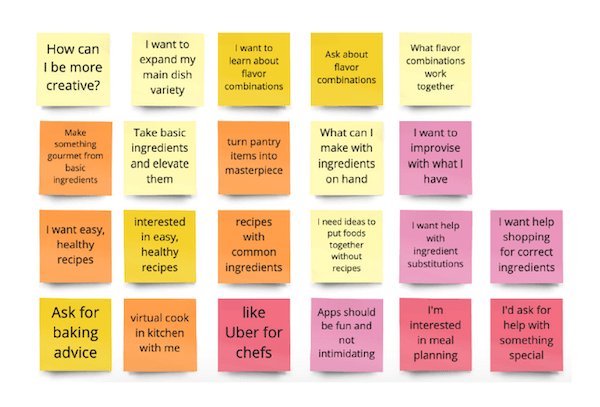 How can
I be more
creative?
I want to
expand my
main dish
variety
I want to
learn about
flavor
combinations
Ask about
flavor
combinations
What flavor
combinations
work
together
Make
something
gourmet from
basic
ingredients
Take basic
ingredients
and elevate
them
turn pantry
items into
masterpiece
What can I
make with
ingredients
on hand
I want to
improvise
with what I
have
I want easy,
healthy
recipes
interested
in easy,
healthy
recipes
recipes
with
common
ingredients
I need ideas to
put foods
together
without
recipes
I want help
with
ingredient
substitutions
I want help
shopping
for correct
ingredients
Ask for
baking
advice
virtual cook
in kitchen
with me
like
Uber for
chefs
Apps should
be fun and
not
intimidating
I'm
interested
in meal
planning
I'd ask for
help with
something
special